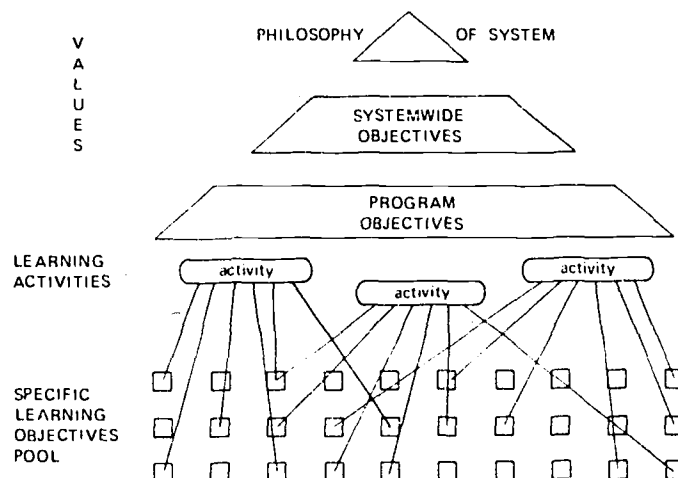 PHILOSOPHY OF SYSTEM
V
A
L
U
E
S
SYSTEMWIDE
OBJECTIVES
PROGRAM
OBJECTIVES
LEARNING
ACTIVITIES
activity
activity
activity
SPECIFIC
LEARNING
OBJECTIVES
POOL